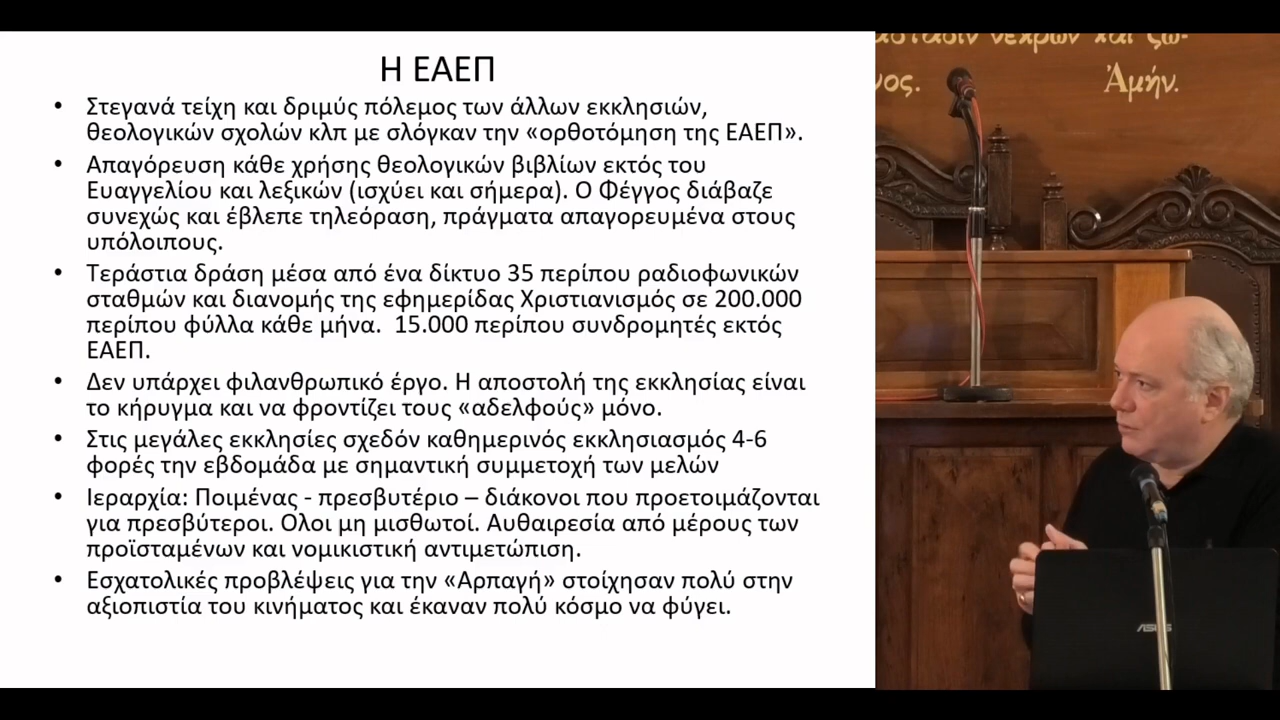 Η ΕΑΕΠ
• Στεγανά τείχη και δριμύς πόλεμος των άλλων εκκλησιών,
θεολογικών σχολών κλπ με σλόγκαν την «ορθοτόμηση της ΕΑΕΠ».
• Απαγόρευση κάθε χρήσης θεολογικών βιβλίων εκτός του
Ευαγγελίου και λεξικών (ισχύει και σήμερα). Ο Φέγγος διάβαζε
συνεχώς και έβλεπε τηλεόραση, πράγματα απαγορευμένα στους
υπόλοιπους.
• Τεράστια δράση μέσα από ένα δίκτυο 35 περίπου ραδιοφωνικών
σταθμών και διανομής της εφημερίδας Χριστιανισμός σε 200.000
περίπου φύλλα κάθε μήνα. 15.000 περίπου συνδρομητές εκτός
ΕΑΕΠ.
• Δεν υπάρχει φιλανθρωπικό έργο. Η αποστολή της εκκλησίας είναι
το κήρυγμα και να φροντίζει τους «αδελφούς» μόνο.
• Στις μεγάλες εκκλησίες σχεδόν καθημερινός εκκλησιασμός 4-6
φορές την εβδομάδα με σημαντική συμμετοχή των μελών
• Ιεραρχία: Ποιμένας - πρεσβυτέριο – διάκονοι που προετοιμάζονται
για πρεσβύτεροι. Ολοι μη μισθωτοί. Αυθαιρεσία από μέρους των
προϊσταμένων και νομικιστική αντιμετώπιση.
• Εσχατολικές προβλέψεις για την «Αρπαγή» στοίχησαν πολύ στην
αξιοπιστία του κινήματος και έκαναν πολύ κόσμο να φύγει.
νεκρών και ζω-
Ἀμήν.
ASUS